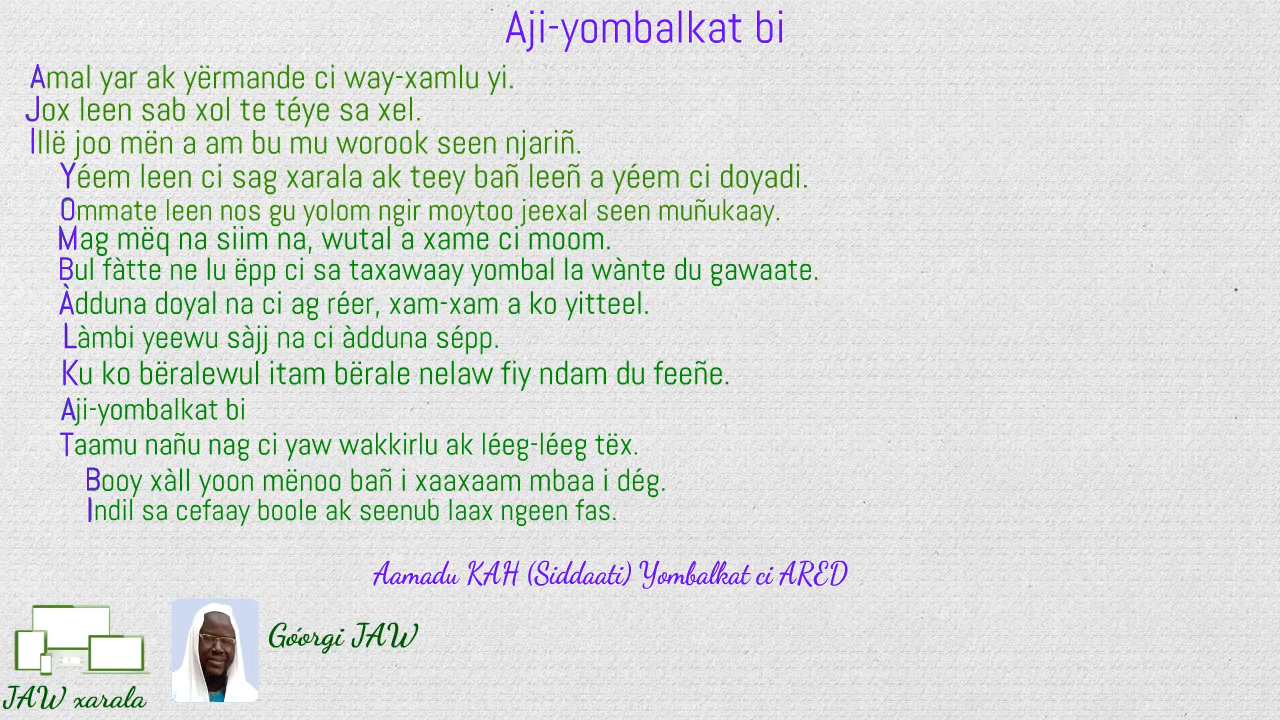 Aji-yombalkat bi
Amal yar ak yërmande ci way-xamlu yi.
Jox leen sab xol te téye sa xel.
Illë joo mën a am bu mu worook seen njariñ.
Yéem leen ci sag xarala ak teey bañ leeñ a yéem ci doyadi.
Ommate leen nos gu yolom ngir moytoo jeexal seen muñukaay.
Mag mëq na siim na, wutal a xame ci moom.
Bul fàtte ne lu ëpp ci sa taxawaay yombal la wànte du gawaate.
Àdduna doyal na ci ag réer, xam-xam a ko yitteel.
Làmbi yeewu sàjj na ci àdduna sépp.
Ku ko bëralewul itam bërale nelaw fiy ndam du feeñe.
Aji-yombalkat bi
Taamu nañu nag ci yaw wakkirlu ak léeg-léeg tëx.
Booy xàll yoon mënoo bañ i xaaxaam mbaa i dég.
Indil sa cefaay boole ak seenub laax ngeen fas.
Aamadu KAH (Siddaati) Yombalkat ci ARED
Góorgi JAW
JAW xarala